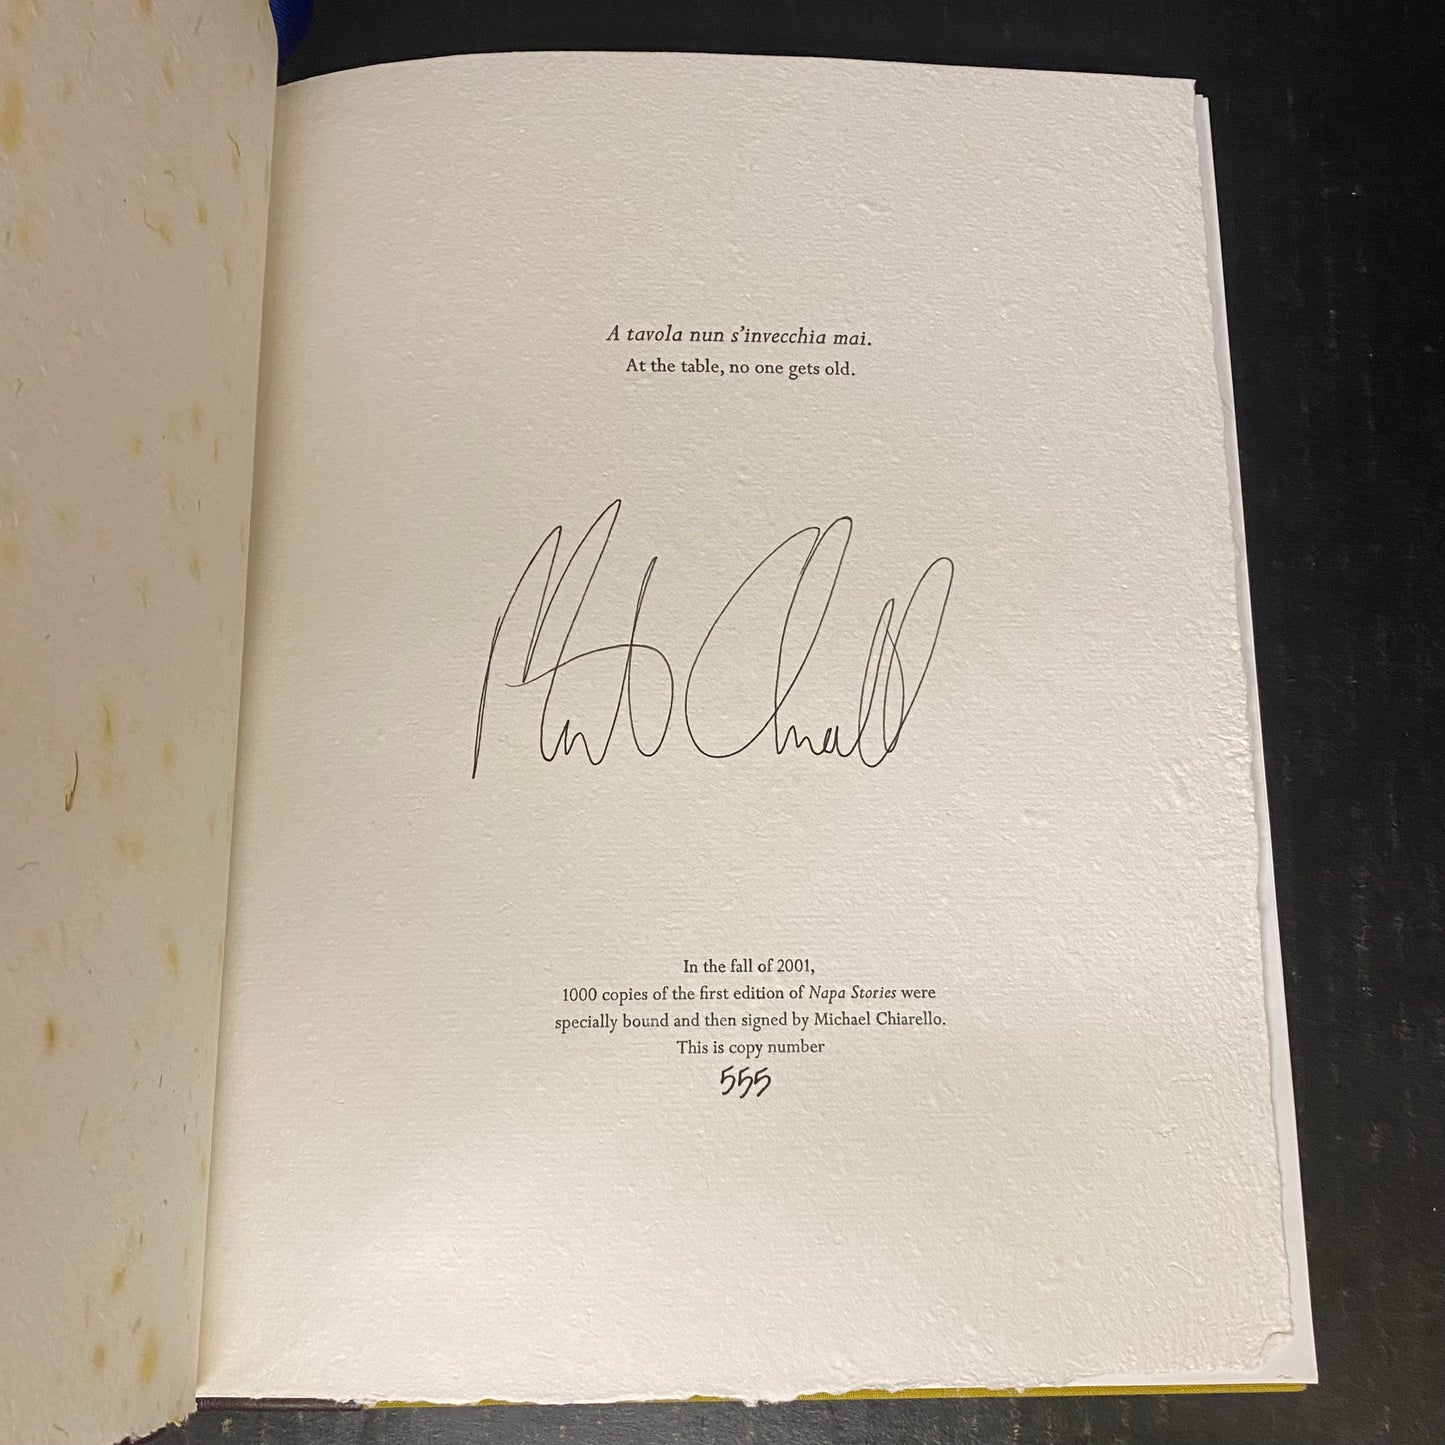 A tavola nun s'invecchia mai.
At the table, no one gets old.
In the fall of 2001,
1000 copies of the first edition of Napa Stories were
specially bound and then signed by Michael Chiarello.
This is copy number
555